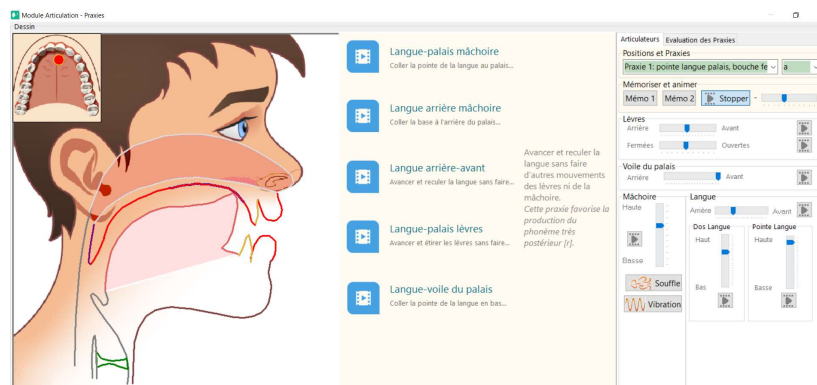 Module Articulation - Praxies
Dessin
Langue-palais mâchoire
Coller la pointe de la langue au palais...
Langue arrière mâchoire
Coller la base à l'arrière du palais...
Langue arrière-avant
Avancer et reculer la langue sans faire...
Langue-palais lèvres
Avancer et étirer les lèvres sans faire...
Langue-voile du palais
Coller la pointe de la langue en bas...
Avancer et reculer la
langue sans faire
d'autres mouvements
des lèvres ni de la
mâchoire.
Cette praxie favorise la
production du
phonème très
postérieur [r].
Articulateurs Evaluation des Praxies
Positions et Praxies
Praxie 1: pointe langue palais, bouche fe a
Mémoriser et animer
Mémo 1 Mémo 2 Stopper -
Lèvres
Arrière Avant
Fermées Ouvertes
Voile du palais
Arrière Avant
Mâchoire
Haute
Basse
Souffle
Vibration
Langue
Arrière Avant
Dos Langue
Haut
Bas
Pointe Langue
Haute
Basse